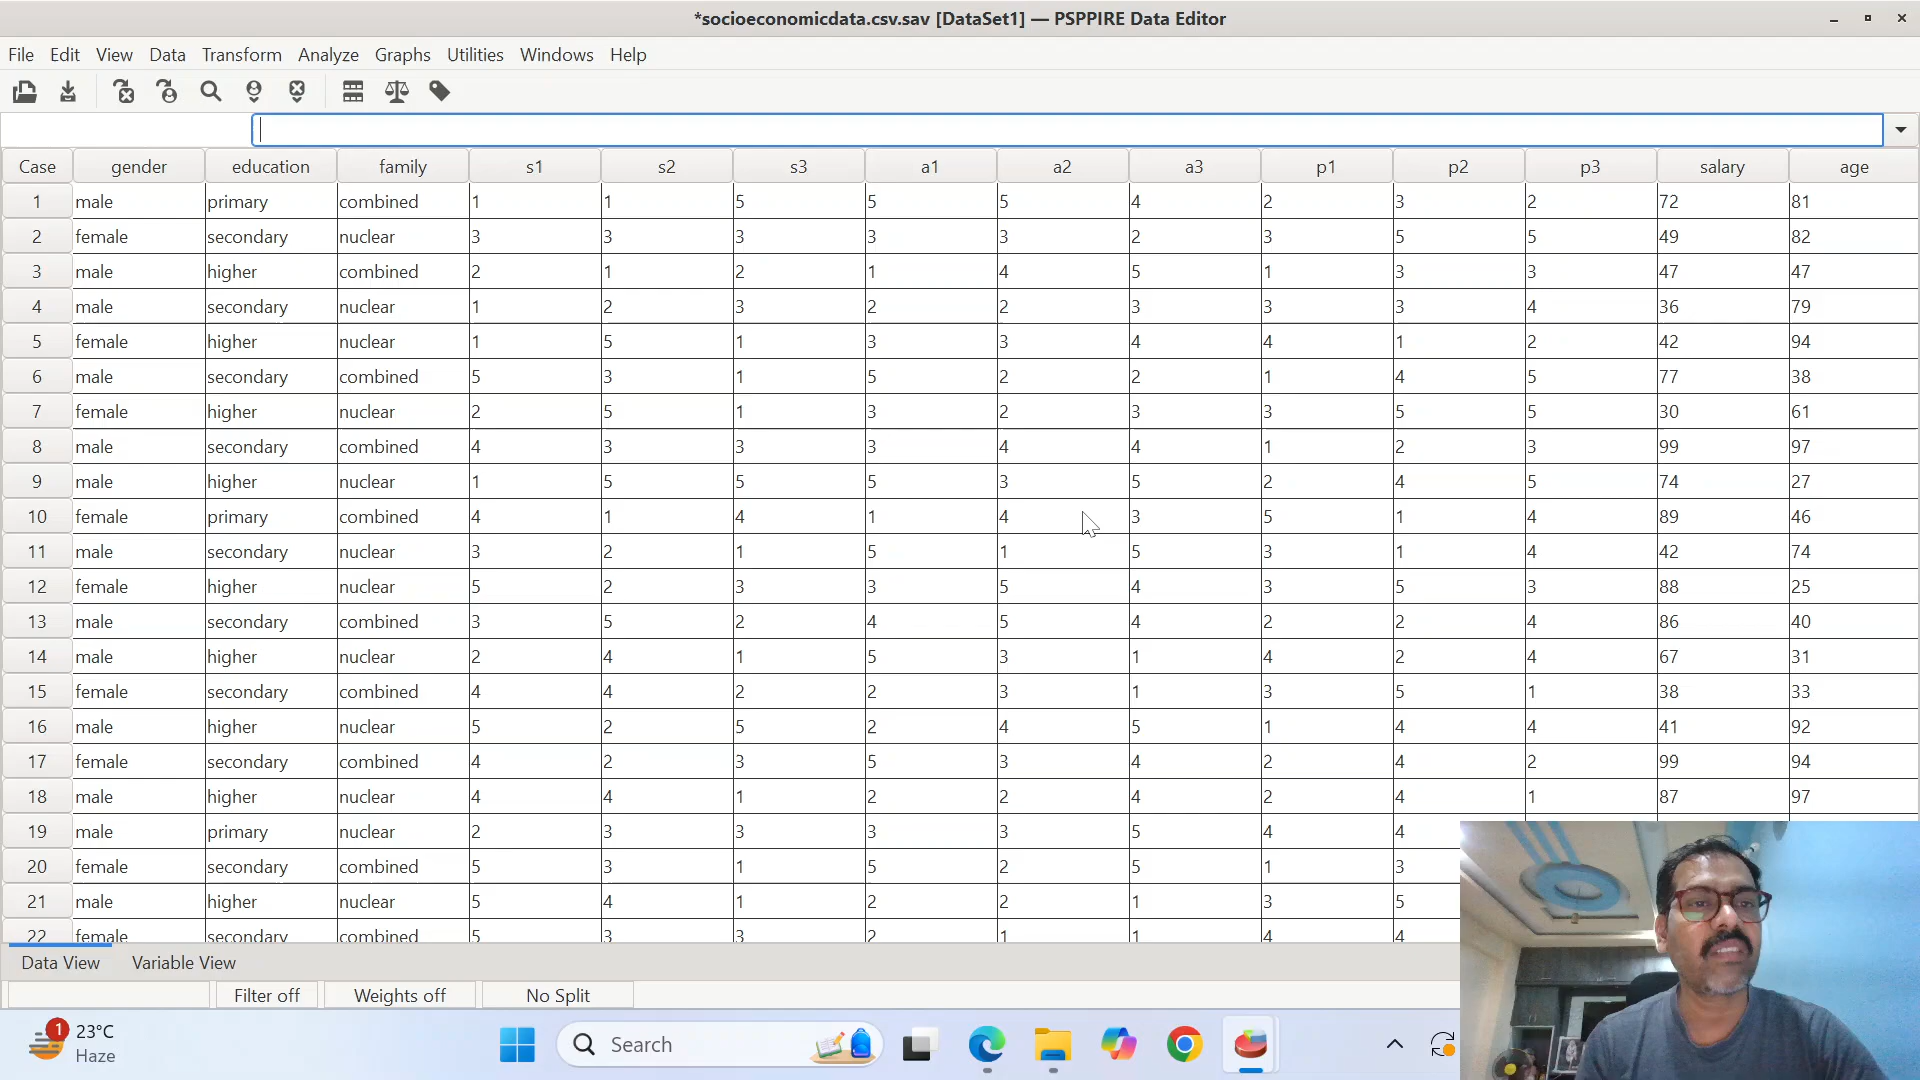 *socioeconomicdata.csv.sav [DataSet1] — PSPPIRE Data Editor
File Edit View Data Transform Analyze Graphs Utilities Windows Help
Case gender education family s1 s2 s3 a1 a2 a3 p1 p2 p3 salary age
1 male primary combined 1 1 5 5 5 4 2 3 2 72 81
2 female secondary nuclear 3 3 3 3 3 2 3 5 5 49 82
3 male higher combined 2 1 2 1 4 5 1 3 3 47 47
4 male secondary nuclear 1 2 3 2 2 3 3 3 4 36 79
5 female higher nuclear 1 5 1 3 3 4 4 1 2 42 94
6 male secondary combined 5 3 1 5 2 2 1 4 5 77 38
7 female higher nuclear 2 5 1 3 2 3 3 5 5 30 61
8 male secondary combined 4 3 3 3 4 4 1 2 3 99 97
9 male higher nuclear 1 5 5 5 3 5 2 4 5 74 27
10 female primary combined 4 1 4 1 4 3 5 1 4 89 46
11 male secondary nuclear 3 2 1 5 1 5 3 1 4 42 74
12 female higher nuclear 5 2 3 3 5 4 3 5 3 88 25
13 male secondary combined 3 5 2 4 5 4 2 2 4 86 40
14 male higher nuclear 2 4 1 5 3 1 4 2 4 67 31
15 female secondary combined 4 4 2 2 3 1 3 5 1 38 33
16 male higher nuclear 5 2 5 2 4 5 1 4 4 41 92
17 female secondary combined 4 2 3 5 3 4 2 4 2 99 94
18 male higher nuclear 4 4 1 2 2 4 2 4 1 87 97
19 male primary nuclear 2 3 3 3 3 5 4 4
20 female secondary combined 5 3 1 5 2 5 1 3
21 male higher nuclear 5 4 1 2 2 1 3 5
22 female secondary combined 5 3 3 2 1 1 4 4
Data View Variable View
Filter off Weights off No Split
1 23°C
Haze
Search